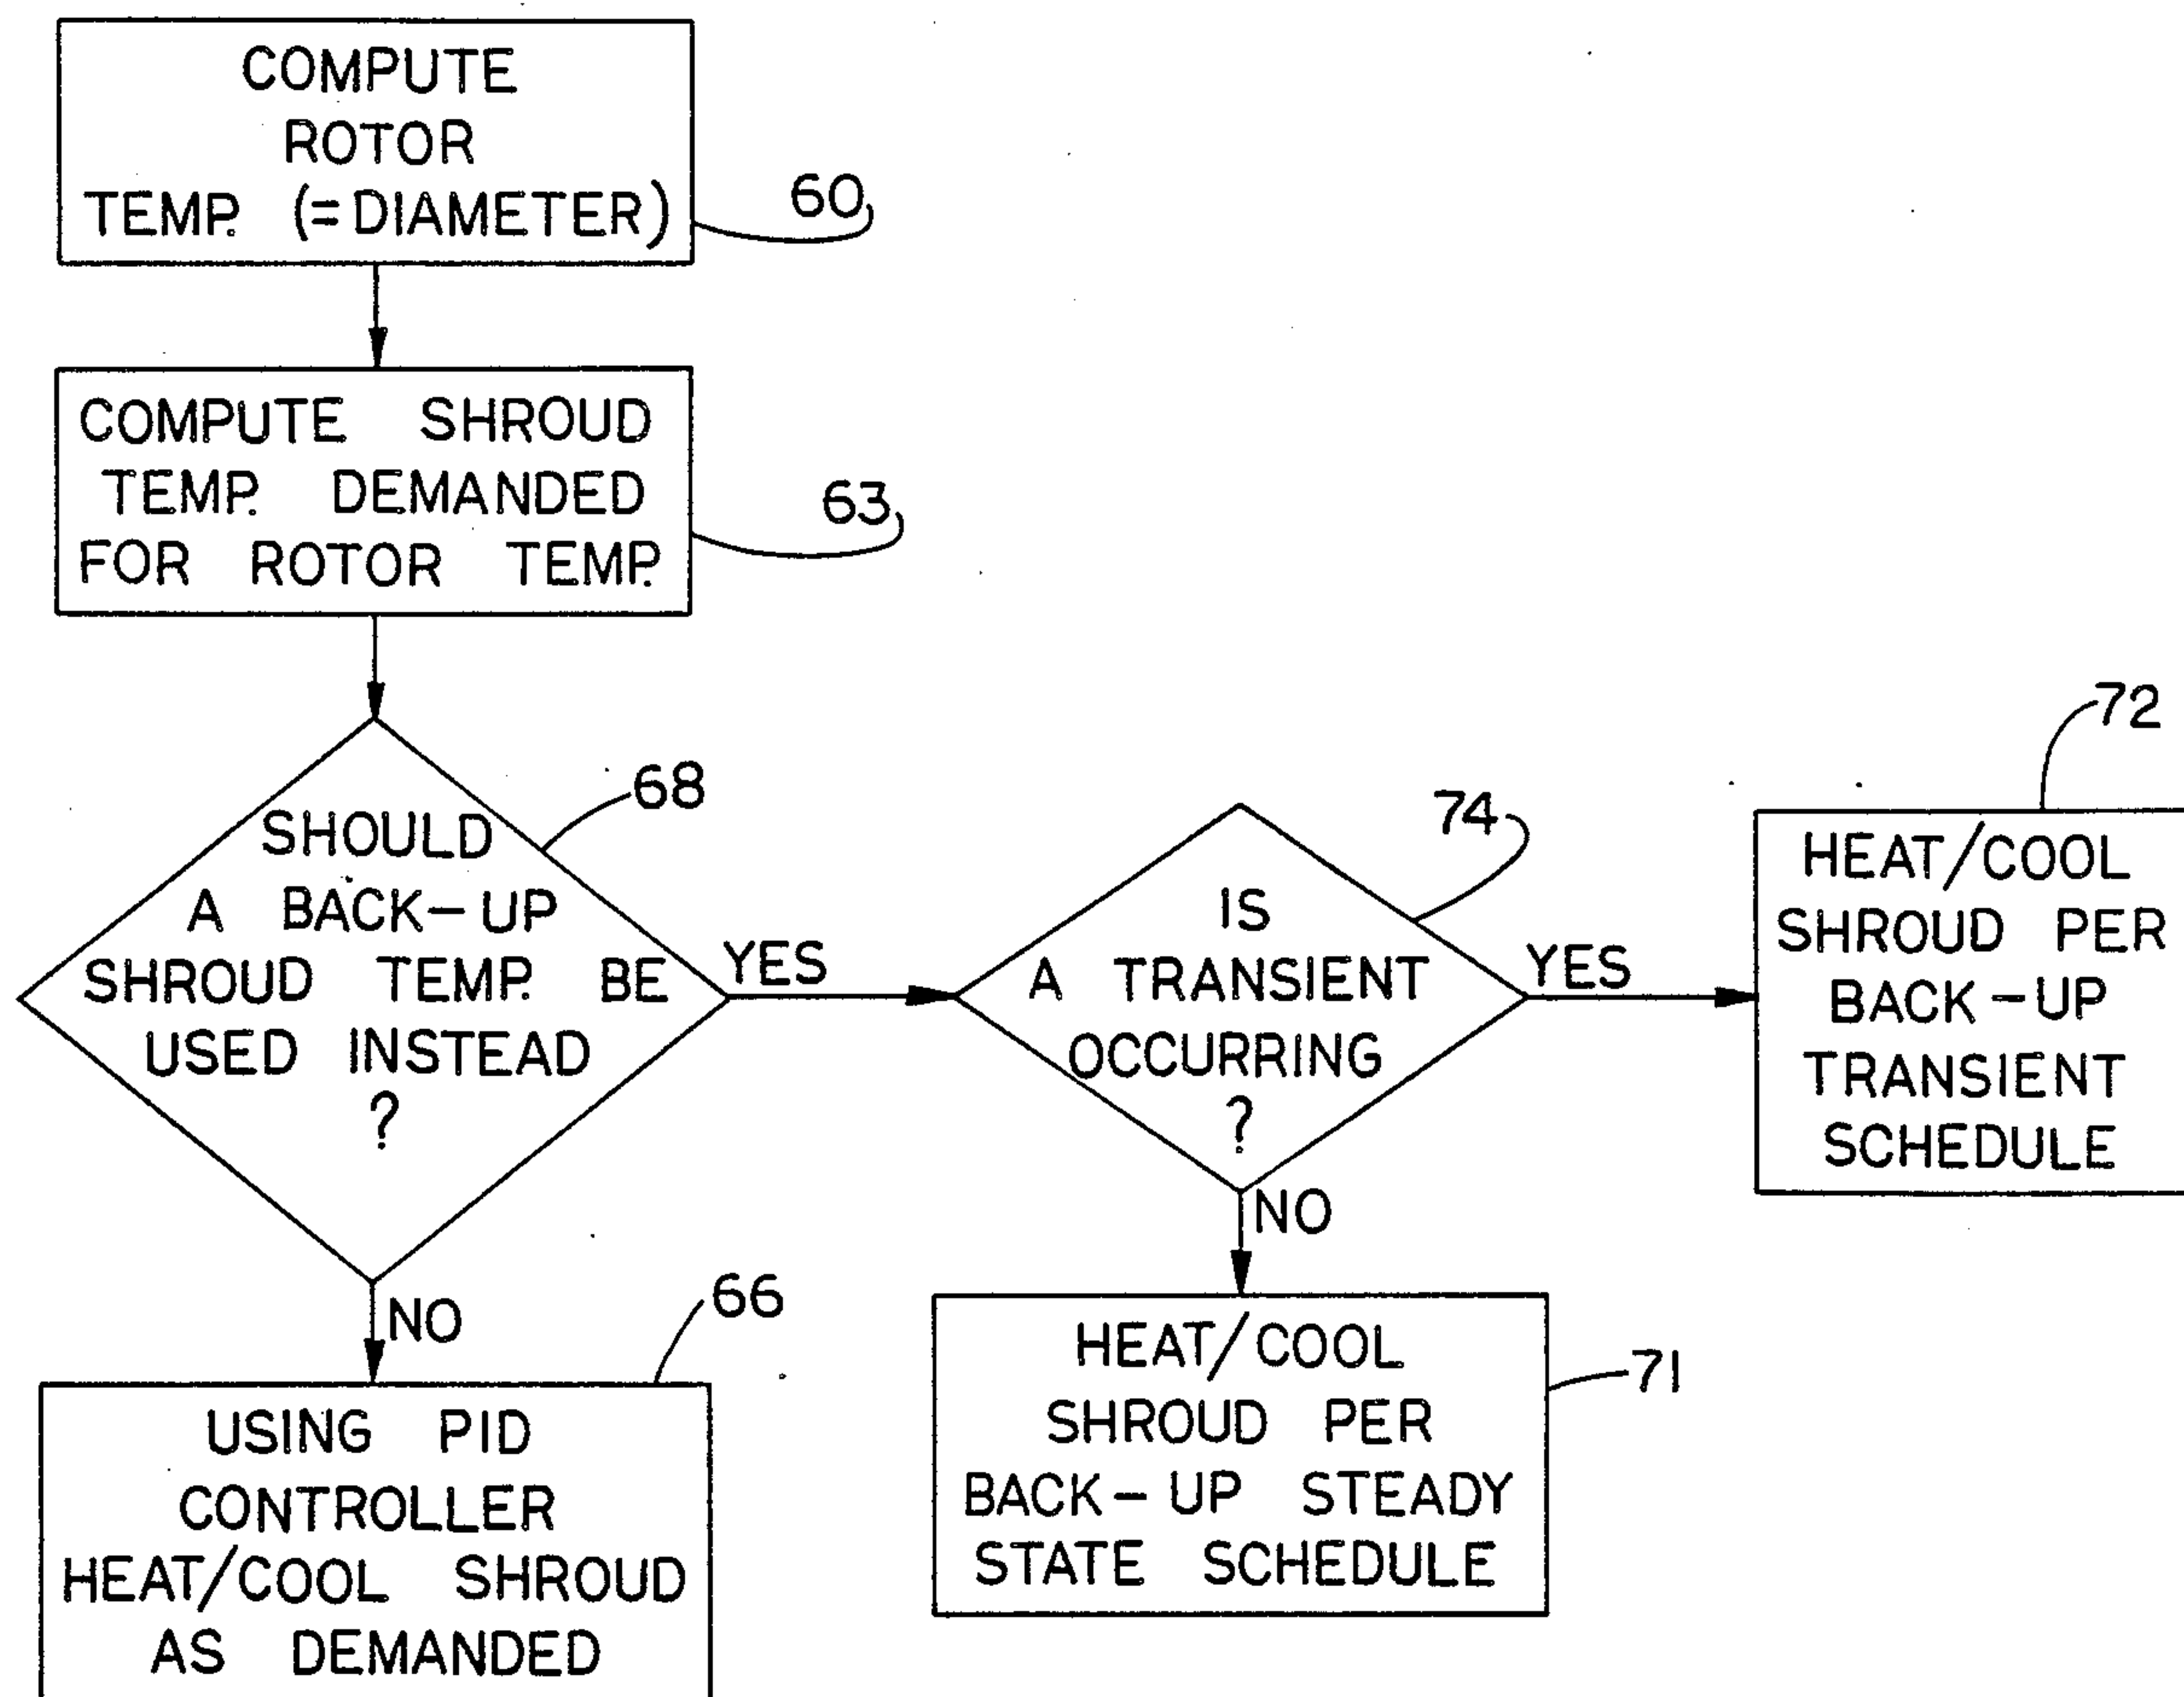 COMPUTE
ROTOR
TEMP. (=DIAMETER)
60
COMPUTE SHROUD
TEMP. DEMANDED
FOR ROTOR TEMP.
63
SHOULD
A BACK-UP
SHROUD TEMP. BE
USED INSTEAD
?
68
YES
NO
IS
A TRANSIENT
OCCURRING
?
74
YES
NO
HEAT/COOL
SHROUD PER
BACK-UP
TRANSIENT
SCHEDULE
72
USING PID
CONTROLLER
HEAT/COOL SHROUD
AS DEMANDED
66
HEAT/COOL
SHROUD PER
BACK-UP STEADY
STATE SCHEDULE
71